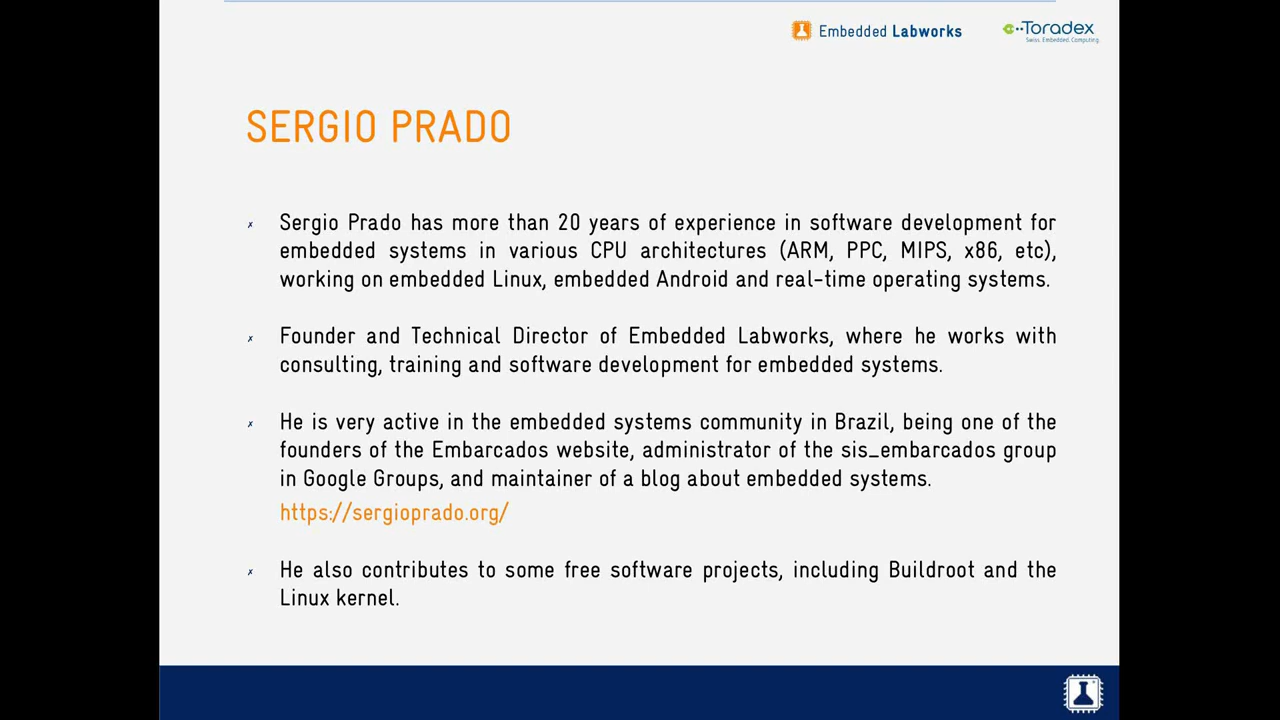 Embedded Labworks
Toradex
Swiss. Embedded. Computing.
SERGIO PRADO
Sergio Prado has more than 20 years of experience in software development for
embedded systems in various CPU architectures (ARM, PPC, MIPS, x86, etc),
working on embedded Linux, embedded Android and real-time operating systems.
Founder and Technical Director of Embedded Labworks, where he works with
consulting, training and software development for embedded systems.
He is very active in the embedded systems community in Brazil, being one of the
founders of the Embarcados website, administrator of the sis_embarcados group
in Google Groups, and maintainer of a blog about embedded systems.
https://sergioprado.org/
He also contributes to some free software projects, including Buildroot and the
Linux kernel.